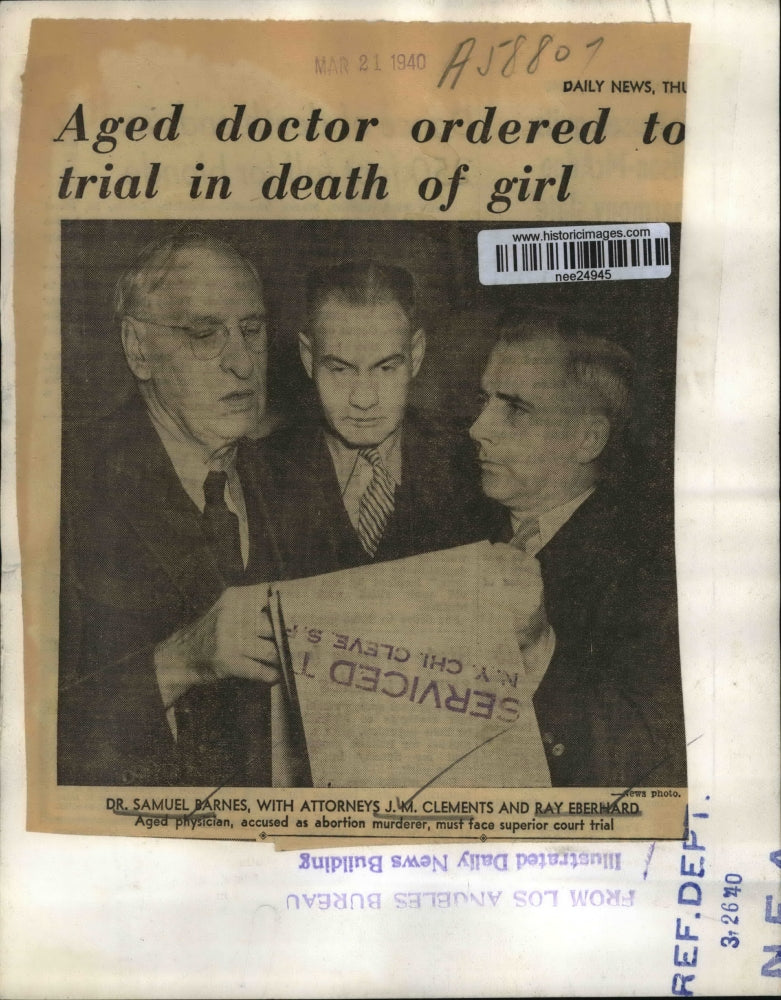 MAR 21 1940
A58807
DAILY NEWS, THU
Aged doctor ordered to
trial in death of girl
www.historicimages.com
nee24945
SERVICED T
N.Y. CHI. CLEVE. S.F
News photo.
DR. SAMUEL BARNES, WITH ATTORNEYS J. M. CLEMENTS AND RAY EBERHARD
Aged physician, accused as abortion murderer, must face superior court trial
FROM LOS ANGELES BUREAU
Illustrated Daily News Building
REF. DEPT.
3-26 40